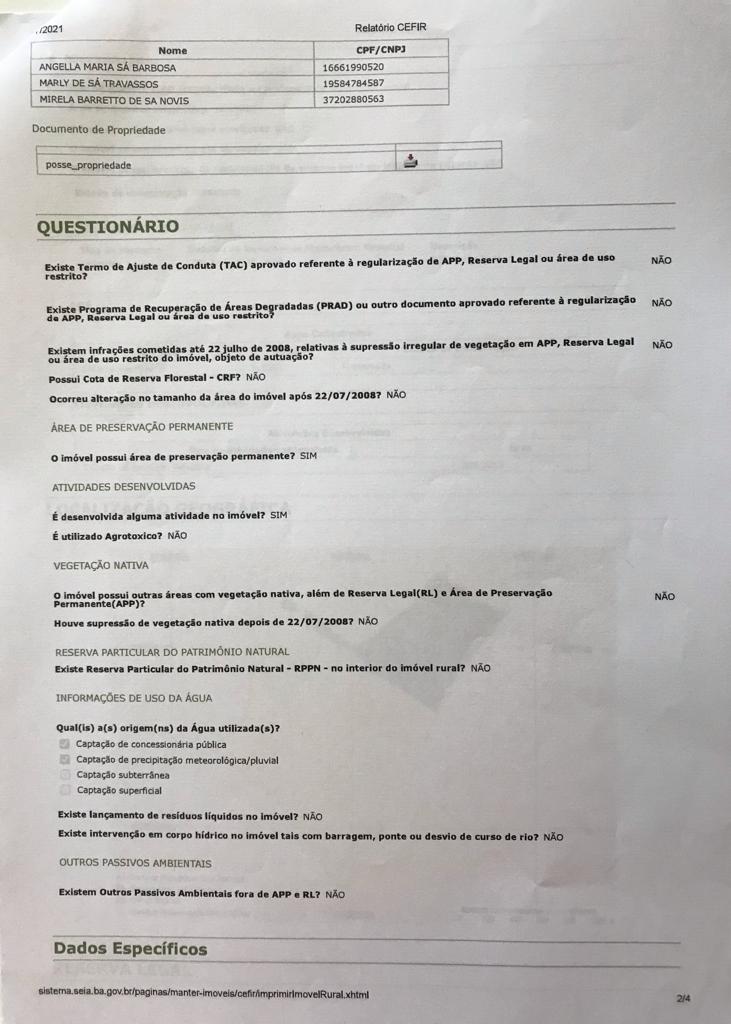 ./2021
Relatório CEFIR
Nome CPF/CNPJ
ANGELLA MARIA SÁ BARBOSA 16661990520
MARLY DE SÁ TRAVASSOS 19584784587
MIRELA BARRETTO DE SA NOVIS 37202880563
Documento de Propriedade
posse_propriedade
QUESTIONÁRIO
Existe Termo de Ajuste de Conduta (TAC) aprovado referente à regularização de APP, Reserva Legal ou área de uso NÃO
restrito?
Existe Programa de Recuperação de Áreas Degradadas (PRAD) ou outro documento aprovado referente à regularização NÃO
de APP, Reserva Legal ou área de uso restrito?
Existem infrações cometidas até 22 julho de 2008, relativas à supressão irregular de vegetação em APP, Reserva Legal NÃO
ou área de uso restrito do imóvel, objeto de autuação?
Possui Cota de Reserva Florestal - CRF? NÃO
Ocorreu alteração no tamanho da área do imóvel após 22/07/2008? NÃO
ÁREA DE PRESERVAÇÃO PERMANENTE
O imóvel possui área de preservação permanente? SIM
ATIVIDADES DESENVOLVIDAS
É desenvolvida alguma atividade no imóvel? SIM
É utilizado Agrotoxico? NÃO
VEGETAÇÃO NATIVA
O imóvel possui outras áreas com vegetação nativa, além de Reserva Legal(RL) e Área de Preservação NÃO
Permanente(APP)?
Houve supressão de vegetação nativa depois de 22/07/2008? NÃO
RESERVA PARTICULAR DO PATRIMÔNIO NATURAL
Existe Reserva Particular do Patrimônio Natural - RPPN - no interior do imóvel rural? NÃO
INFORMAÇÕES DE USO DA ÁGUA
Qual(is) a(s) origem(ns) da Água utilizada(s)?
Captação de concessionária pública
Captação de precipitação meteorológica/pluvial
Captação subterrânea
Captação superficial
Existe lançamento de resíduos líquidos no imóvel? NÃO
Existe intervenção em corpo hídrico no imóvel tais com barragem, ponte ou desvio de curso de rio? NÃO
OUTROS PASSIVOS AMBIENTAIS
Existem Outros Passivos Ambientais fora de APP e RL? NÃO
Dados Específicos
sistema.seia.ba.gov.br/paginas/manter-imoveis/cefir/imprimirImovelRural.xhtml 2/4